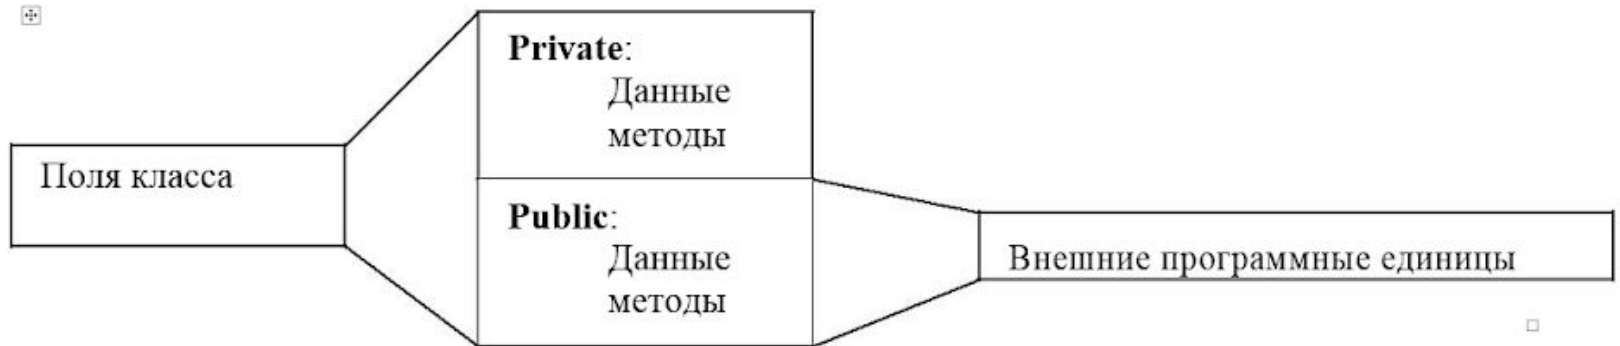 Поля класса
Private:
Данные
методы
Public:
Данные
методы
Внешние программные единицы